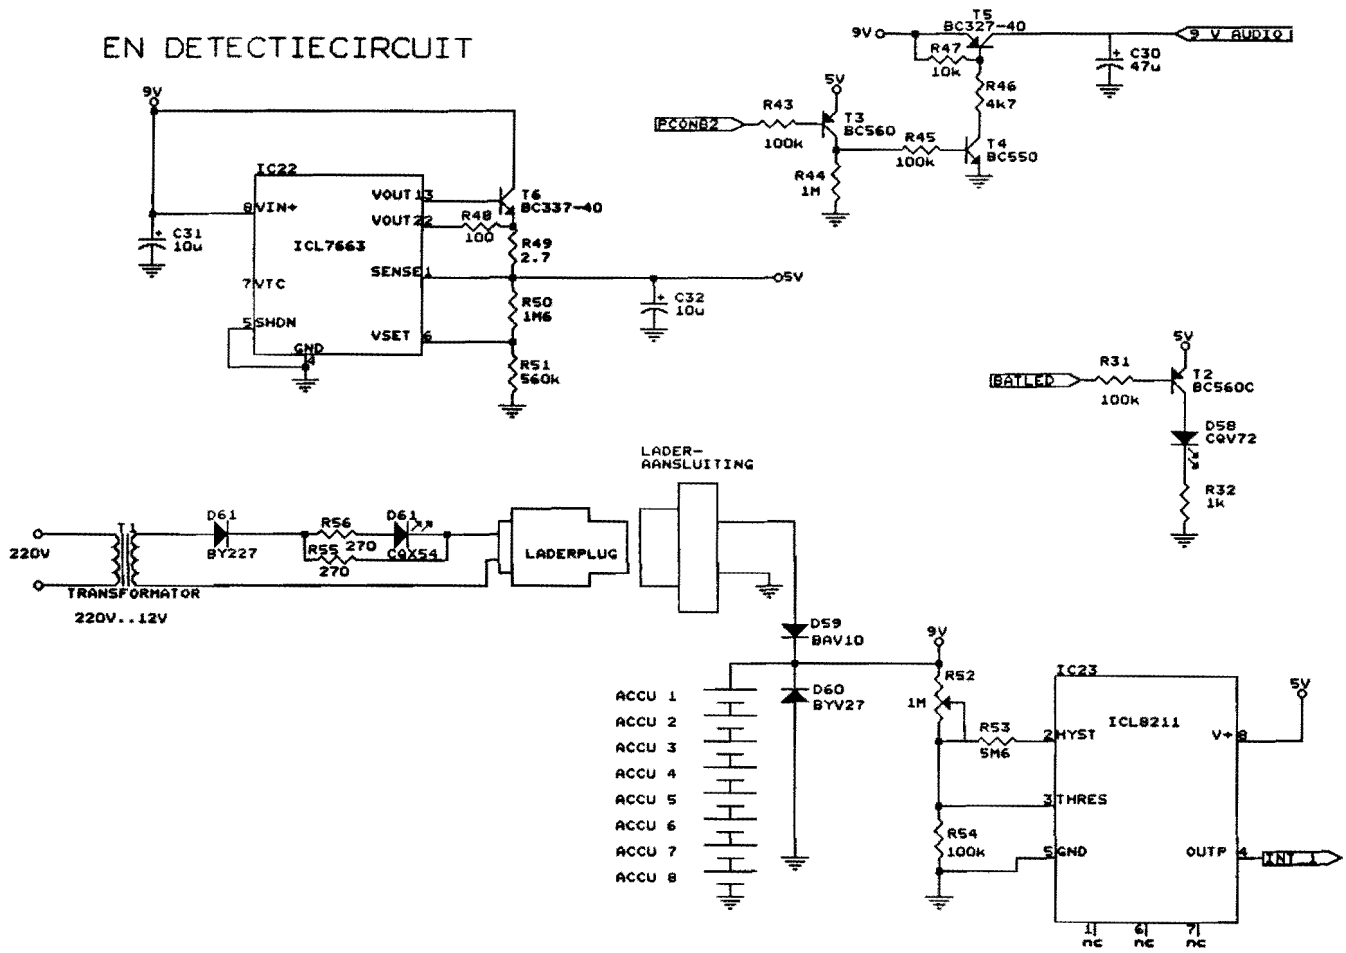 EN DETECTIECIRCUIT
9V
IC22
8 VIN+
VOUT1 3
VOUT2 2
ICL7663
SENSE 1
7 VTC
5 SHDN
VSET 6
GND
4
C31
10u
T6
BC337-40
R48
100
R49
2.7
R50
1M6
R51
560k
C32
10u
5V
T5
BC327-40
9V
R47
10k
9 V AUDIO
C30
47u
R46
4k7
5V
PCONB2
R43
100k
T3
BC560
R45
100k
T4
BC550
R44
1M
5V
BATLED
R31
100k
T2
BC560C
D58
CQV72
R32
1k
220V
T1
TRANSFORMATOR
220V..12V
D61
BY227
R56
270
R55
270
D61
CQX54
LADERPLUG
LADER-
AANSLUITING
D59
BAV10
D60
BYV27
ACCU 1
ACCU 2
ACCU 3
ACCU 4
ACCU 5
ACCU 6
ACCU 7
ACCU 8
9V
R52
1M
R53
5M6
R54
100k
IC23
ICL8211
2 HYST
V+ 8
3 THRES
5 GND
OUTP 4
5V
INT 1
1 6 7
nc nc nc